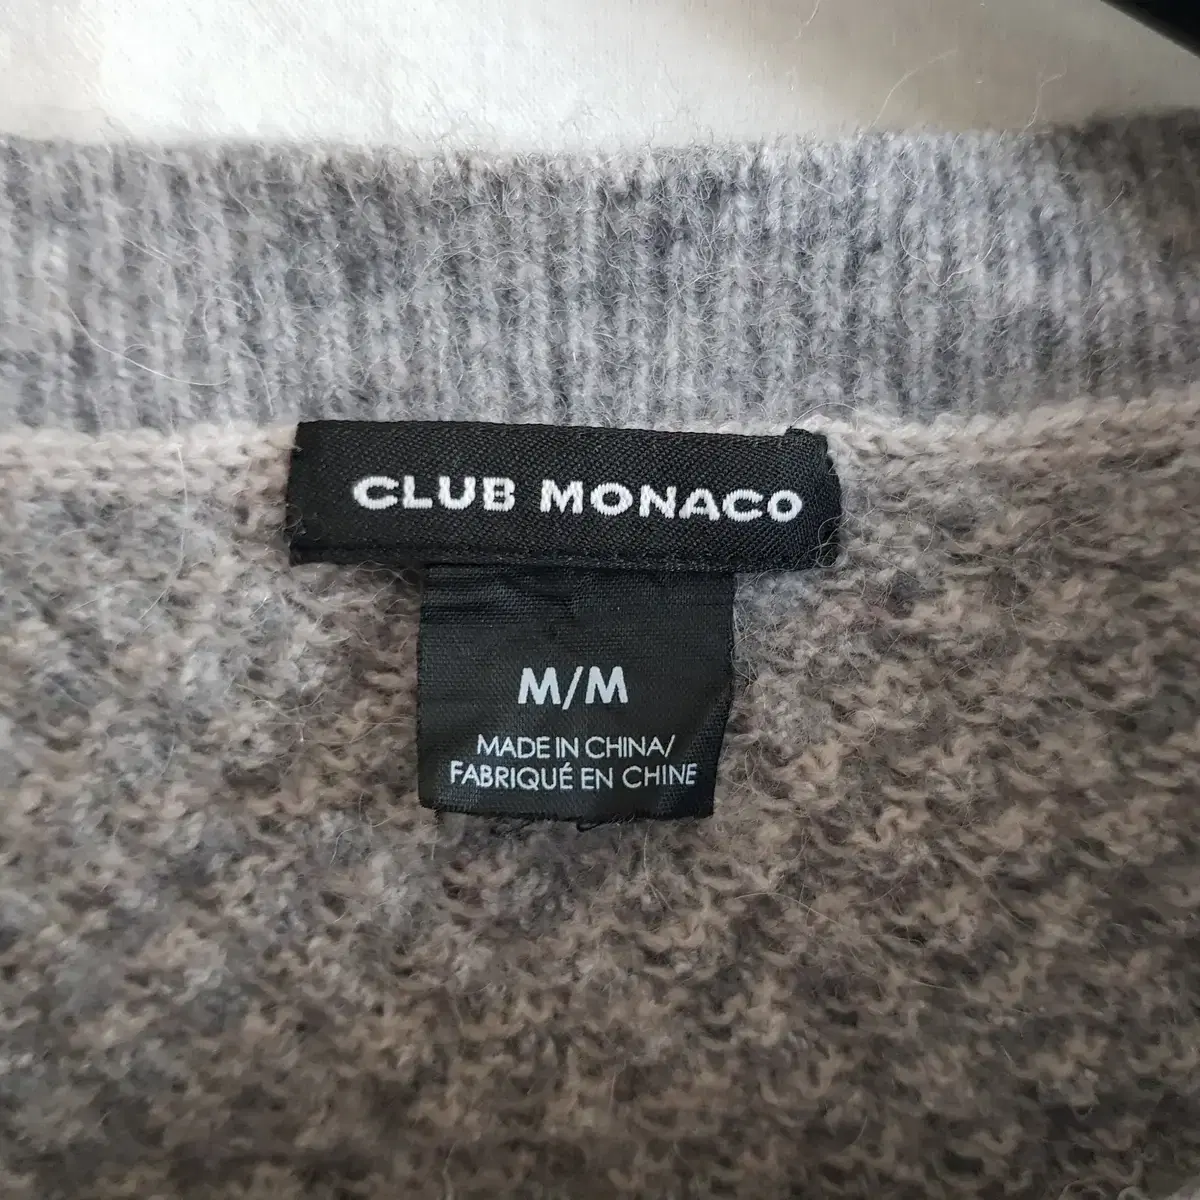 CLUB MONACO
M/M
MADE IN CHINA/
FABRIQUÉ EN CHINE